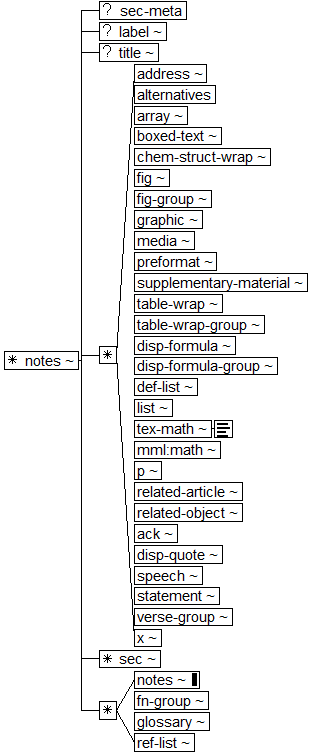 ? sec-meta
? label ~
? title ~
address ~
alternatives
array ~
boxed-text ~
chem-struct-wrap ~
fig ~
fig-group ~
graphic ~
media ~
preformat ~
supplementary-material ~
table-wrap ~
table-wrap-group ~
* notes ~
*
disp-formula ~
disp-formula-group ~
def-list ~
list ~
tex-math ~
mml:math ~
p ~
related-article ~
related-object ~
ack ~
disp-quote ~
speech ~
statement ~
verse-group ~
x ~
* sec ~
notes ~
*
fn-group ~
glossary ~
ref-list ~